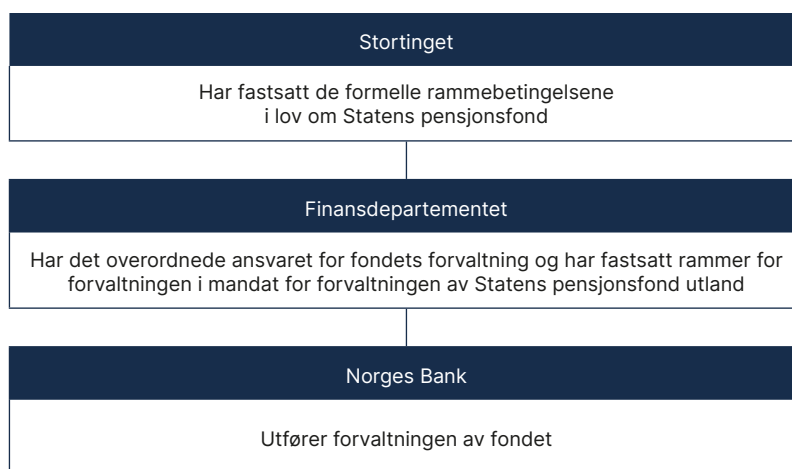 Stortinget
Har fastsatt de formelle rammebetingelsene
i lov om Statens pensjonsfond
Finansdepartementet
Har det overordnede ansvaret for fondets forvaltning og har fastsatt rammer for
forvaltningen i mandat for forvaltningen av Statens pensjonsfond utland
Norges Bank
Utfører forvaltningen av fondet